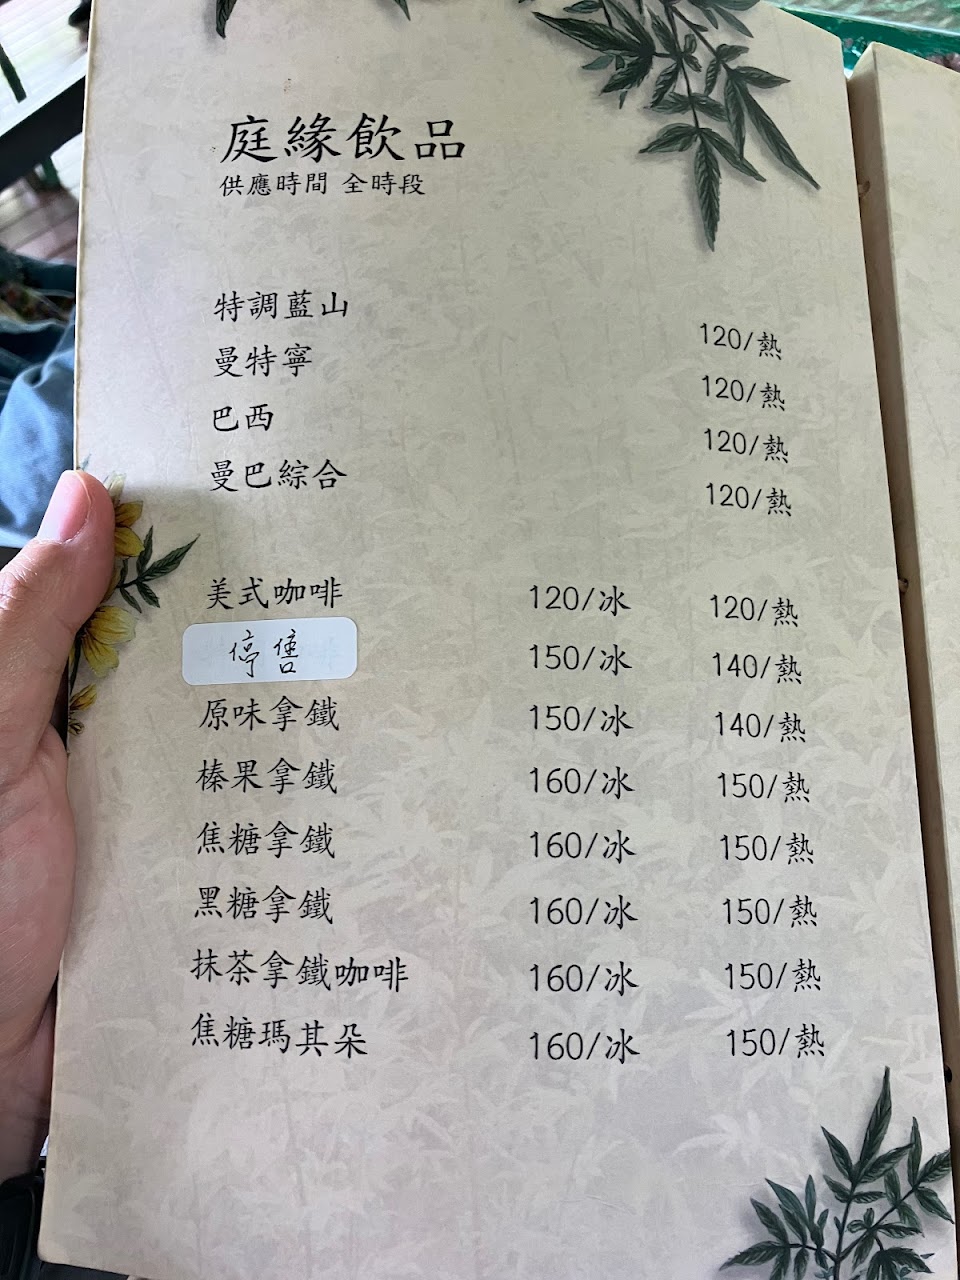 庭緣飲品
供應時間 全時段
特調藍山 120/熱
曼特寧 120/熱
巴西 120/熱
曼巴綜合 120/熱
美式咖啡 120/冰 120/熱
停售 150/冰 140/熱
原味拿鐵 150/冰 140/熱
榛果拿鐵 160/冰 150/熱
焦糖拿鐵 160/冰 150/熱
黑糖拿鐵 160/冰 150/熱
抹茶拿鐵咖啡 160/冰 150/熱
焦糖瑪其朵 160/冰 150/熱